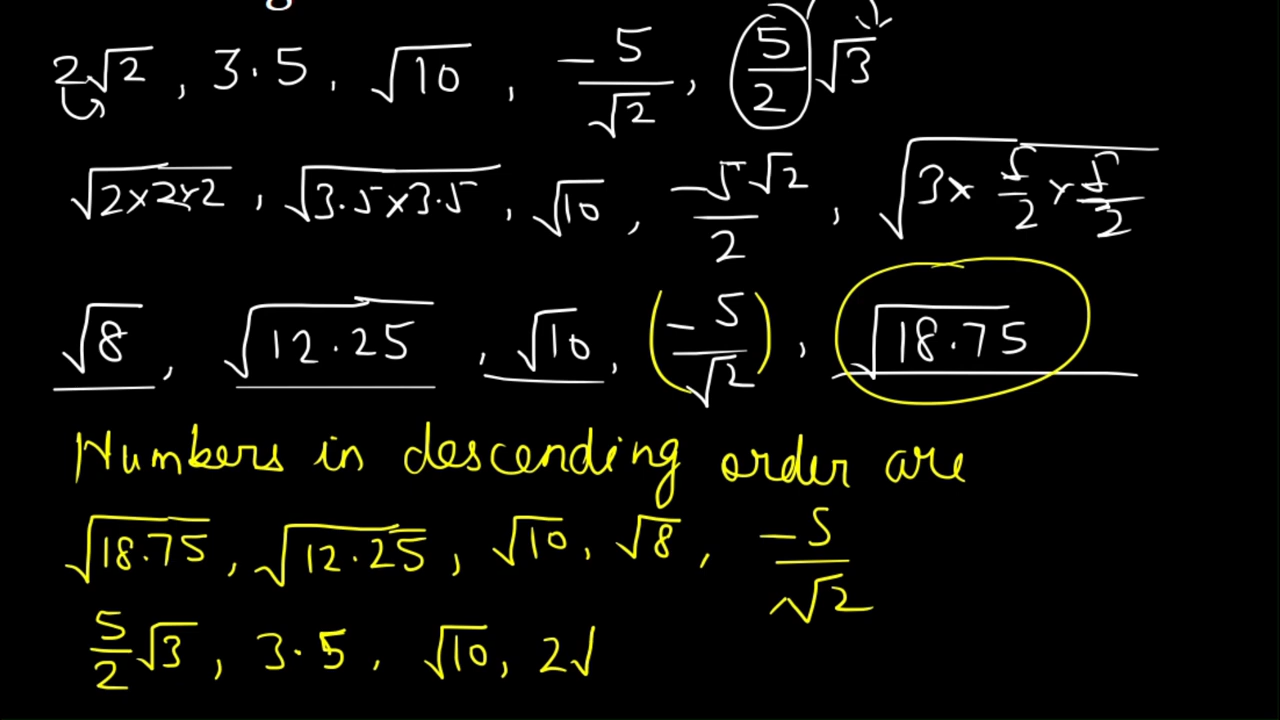 2√2, 3.5, √10, -5/√2, 5/2 √3
√2×2×2, √3.5×3.5, √10, -5√2/2, √3×5/2×5/2
√8, √12.25, √10, (-5/√2), √18.75
Numbers in descending order are
√18.75, √12.25, √10, √8, -5/√2
5/2 √3, 3.5, √10, 2√